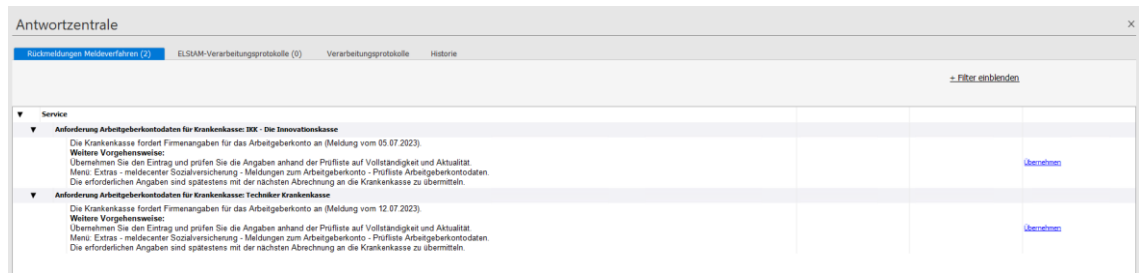 Antwortzentrale
Rückmeldungen Meldeverfahren (2) ELStAM-Verarbeitungsprotokolle (0) Verarbeitungsprotokolle Historie
+ Filter einblenden
Service
Anforderung Arbeitgeberkontodaten für Krankenkasse: IKK - Die Innovationskasse
Die Krankenkasse fordert Firmenangaben für das Arbeitgeberkonto an (Meldung vom 05.07.2023).
Weitere Vorgehensweise:
Übernehmen Sie den Eintrag und prüfen Sie die Angaben anhand der Prüfliste auf Vollständigkeit und Aktualität.
Menü: Extras - meldecenter Sozialversicherung - Meldungen zum Arbeitgeberkonto - Prüfliste Arbeitgeberkontodaten.
Die erforderlichen Angaben sind spätestens mit der nächsten Abrechnung an die Krankenkasse zu übermitteln.
Übernehmen
Anforderung Arbeitgeberkontodaten für Krankenkasse: Techniker Krankenkasse
Die Krankenkasse fordert Firmenangaben für das Arbeitgeberkonto an (Meldung vom 12.07.2023).
Weitere Vorgehensweise:
Übernehmen Sie den Eintrag und prüfen Sie die Angaben anhand der Prüfliste auf Vollständigkeit und Aktualität.
Menü: Extras - meldecenter Sozialversicherung - Meldungen zum Arbeitgeberkonto - Prüfliste Arbeitgeberkontodaten.
Die erforderlichen Angaben sind spätestens mit der nächsten Abrechnung an die Krankenkasse zu übermitteln.
Übernehmen